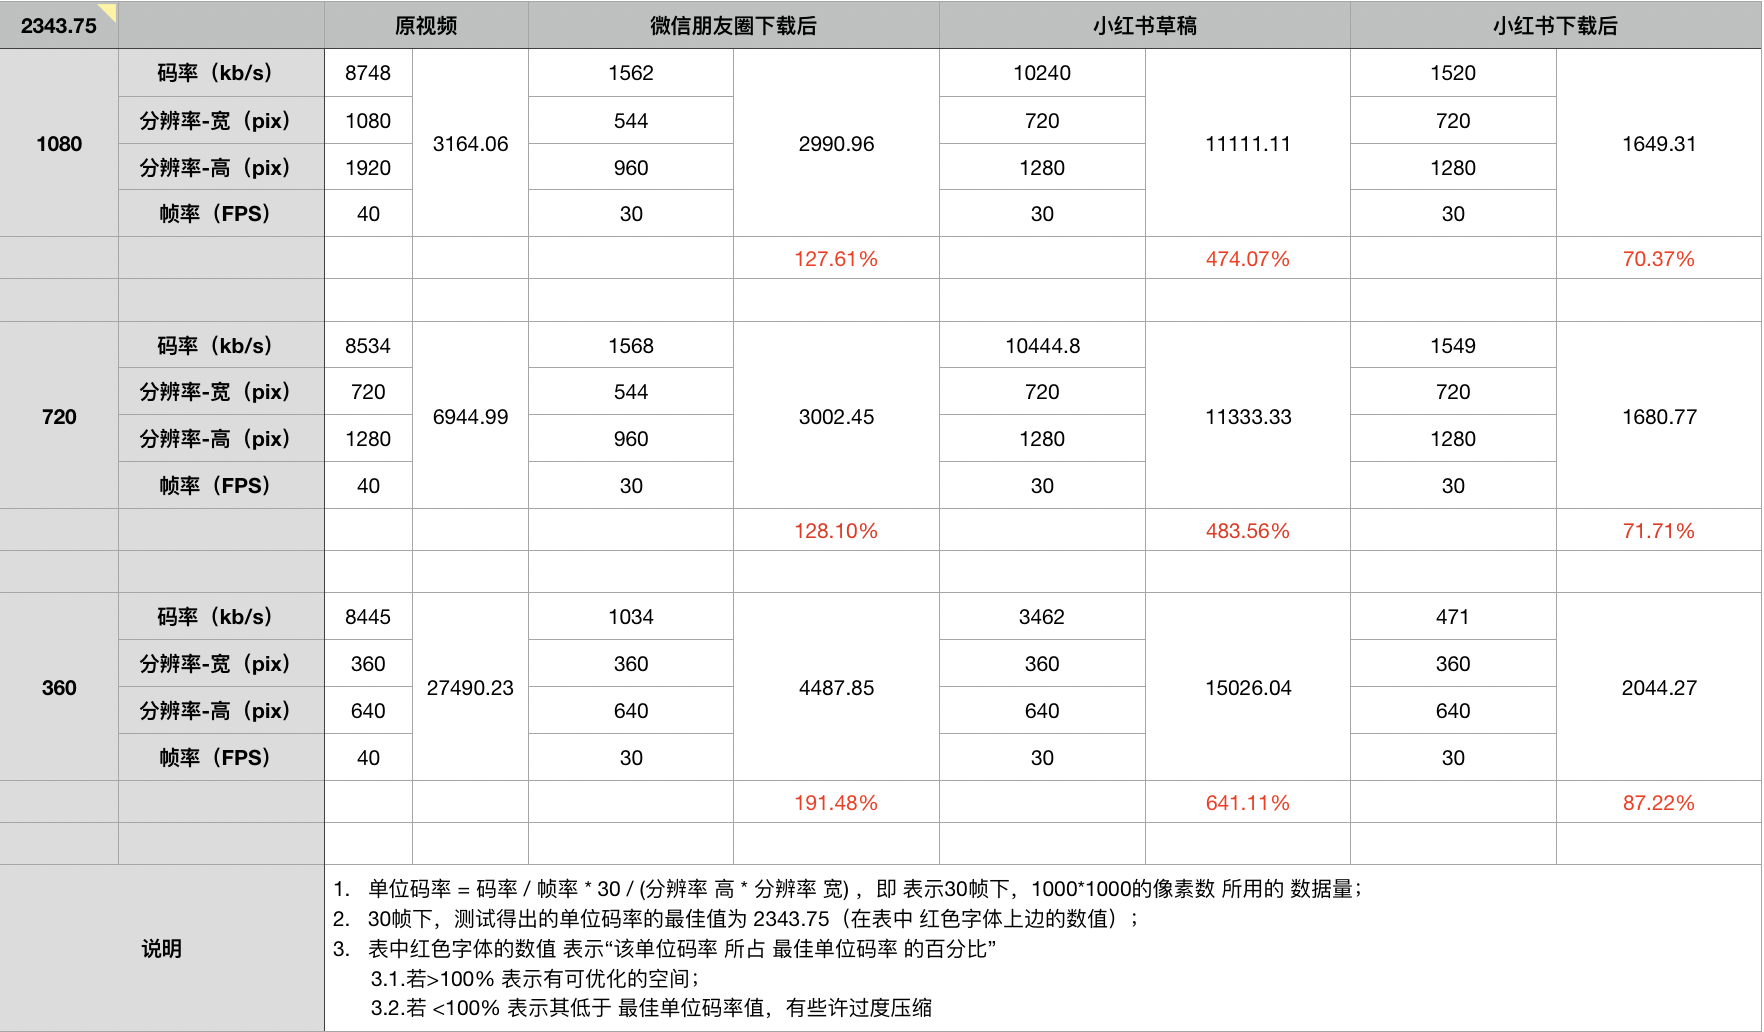 2343.75 原视频 微信朋友圈下载后 小红书草稿 小红书下载后
1080 码率（kb/s） 8748 3164.06 1562 2990.96 10240 11111.11 1520 1649.31
分辨率-宽（pix） 1080 544 720 720
分辨率-高（pix） 1920 960 1280 1280
帧率（FPS） 40 30 30 30
127.61% 474.07% 70.37%
720 码率（kb/s） 8534 6944.99 1568 3002.45 10444.8 11333.33 1549 1680.77
分辨率-宽（pix） 720 544 720 720
分辨率-高（pix） 1280 960 1280 1280
帧率（FPS） 40 30 30 30
128.10% 483.56% 71.71%
360 码率（kb/s） 8445 27490.23 1034 4487.85 3462 15026.04 471 2044.27
分辨率-宽（pix） 360 360 360 360
分辨率-高（pix） 640 640 640 640
帧率（FPS） 40 30 30 30
191.48% 641.11% 87.22%
说明
1. 单位码率 = 码率 / 帧率 * 30 / (分辨率 高 * 分辨率 宽) ，即 表示30帧下，1000*1000的像素数 所用的 数据量；
2. 30帧下，测试得出的单位码率的最佳值为 2343.75（在表中 红色字体上边的数值）；
3. 表中红色字体的数值 表示“该单位码率 所占 最佳单位码率 的百分比”
3.1.若>100% 表示有可优化的空间；
3.2.若 <100% 表示其低于 最佳单位码率值，有些许过度压缩